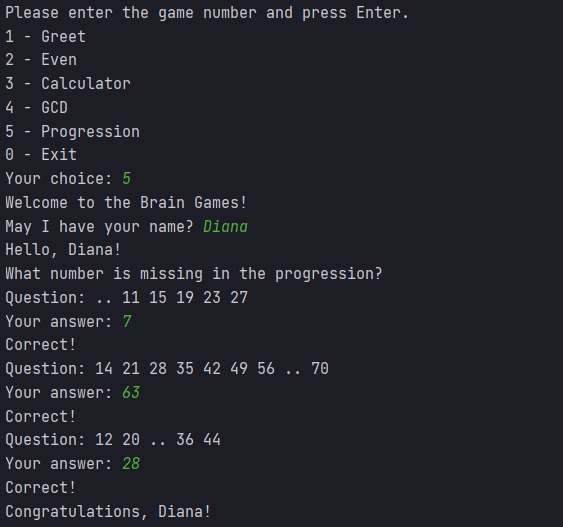 Please enter the game number and press Enter.
1 - Greet
2 - Even
3 - Calculator
4 - GCD
5 - Progression
0 - Exit
Your choice: 5
Welcome to the Brain Games!
May I have your name? Diana
Hello, Diana!
What number is missing in the progression?
Question: .. 11 15 19 23 27
Your answer: 7
Correct!
Question: 14 21 28 35 42 49 56 .. 70
Your answer: 63
Correct!
Question: 12 20 .. 36 44
Your answer: 28
Correct!
Congratulations, Diana!